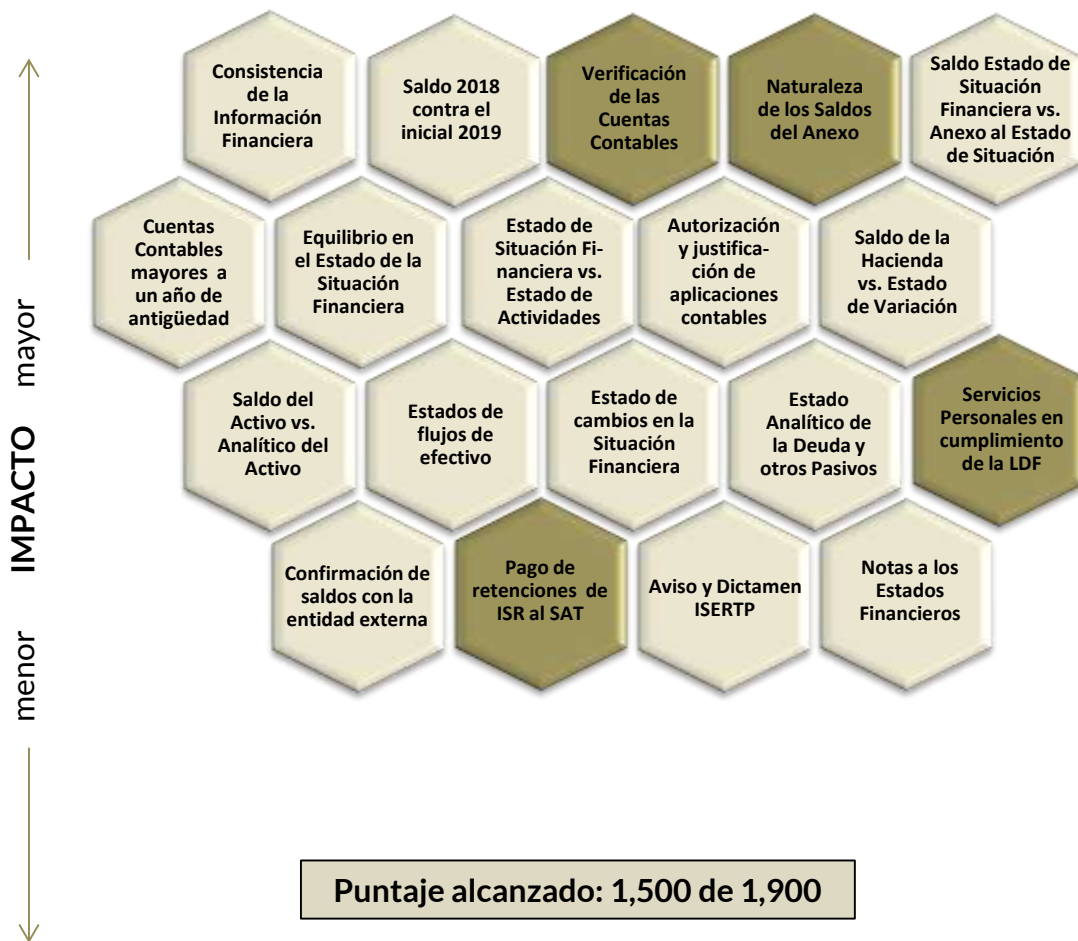 Consistencia
de la
Información
Financiera
Saldo 2018
contra el
inicial 2019
Verificación
de las
Cuentas
Contables
Naturaleza
de los Saldos
del Anexo
Saldo Estado de
Situación
Financiera vs.
Anexo al Estado
de Situación
Cuentas
Contables
mayores a
un año de
antigüedad
Equilibrio en
el Estado de la
Situación
Financiera
Estado de
Situación Fi-
nanciera vs.
Estado de
Actividades
Autorización
y justifica-
ción de
aplicaciones
contables
Saldo de la
Hacienda
vs. Estado
de Variación
Saldo del
Activo vs.
Analítico del
Activo
Estados de
flujos de
efectivo
Estado de
cambios en la
Situación
Financiera
Estado
Analítico de
la Deuda y
otros Pasivos
Servicios
Personales en
cumplimiento
de la LDF
Confirmación de
saldos con la
entidad externa
Pago de
retenciones de
ISR al SAT
Aviso y Dictamen
ISERTP
Notas a los
Estados
Financieros
menor IMPACTO mayor
Puntaje alcanzado: 1,500 de 1,900